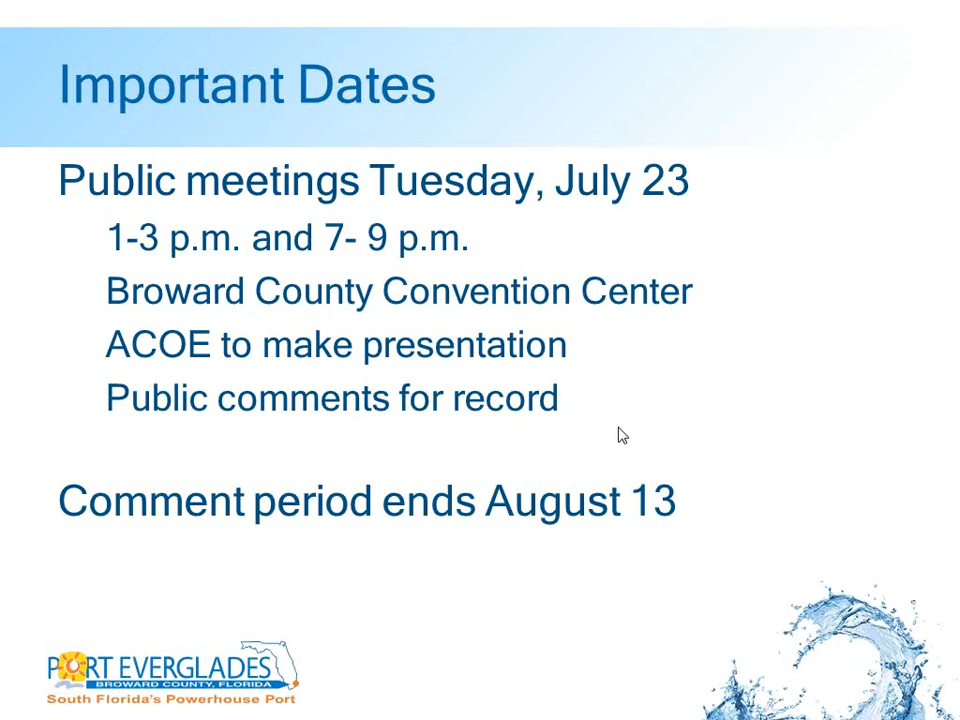 Important Dates
Public meetings Tuesday, July 23
1-3 p.m. and 7- 9 p.m.
Broward County Convention Center
ACOE to make presentation
Public comments for record
Comment period ends August 13
PORT EVERGLADES
BROWARD COUNTY, FLORIDA
South Florida's Powerhouse Port